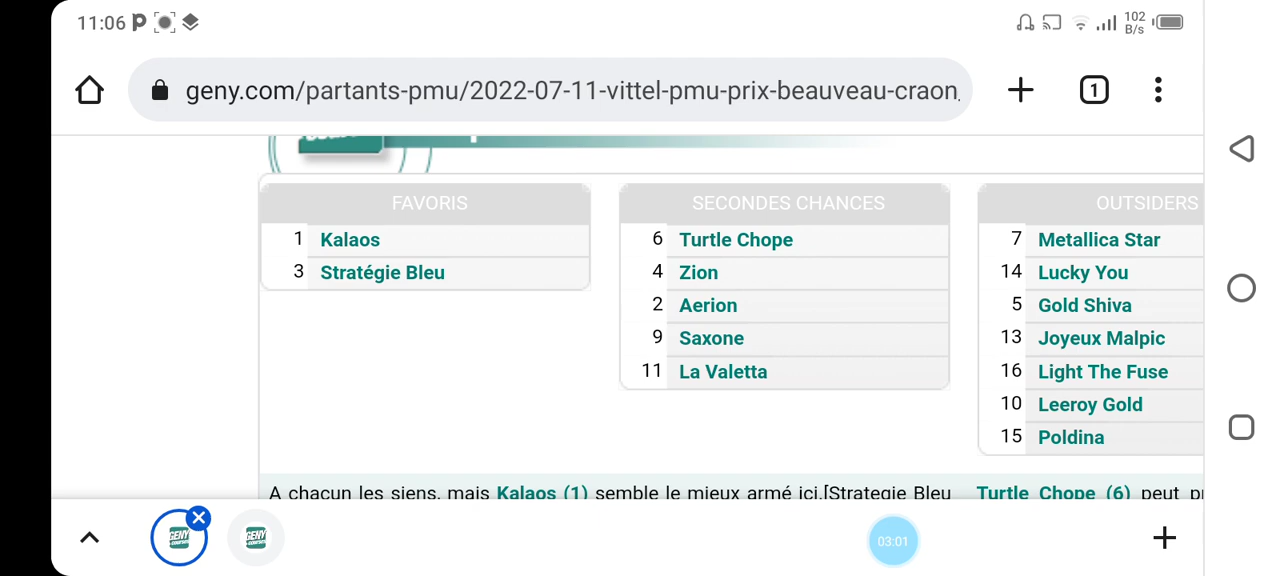 11:06
102
B/s
geny.com/partants-pmu/2022-07-11-vittel-pmu-prix-beauveau-craon
FAVORIS
1 Kalaos
3 Stratégie Bleu
SECONDES CHANCES
6 Turtle Chope
4 Zion
2 Aerion
9 Saxone
11 La Valetta
OUTSIDERS
7 Metallica Star
14 Lucky You
5 Gold Shiva
13 Joyeux Malpic
16 Light The Fuse
10 Leeroy Gold
15 Poldina
A chacun les siens, mais Kalaos (1) semble le mieux armé ici.[Strategie Bleu
Turtle Chope (6) peut
GENY
GENY
03:01
1